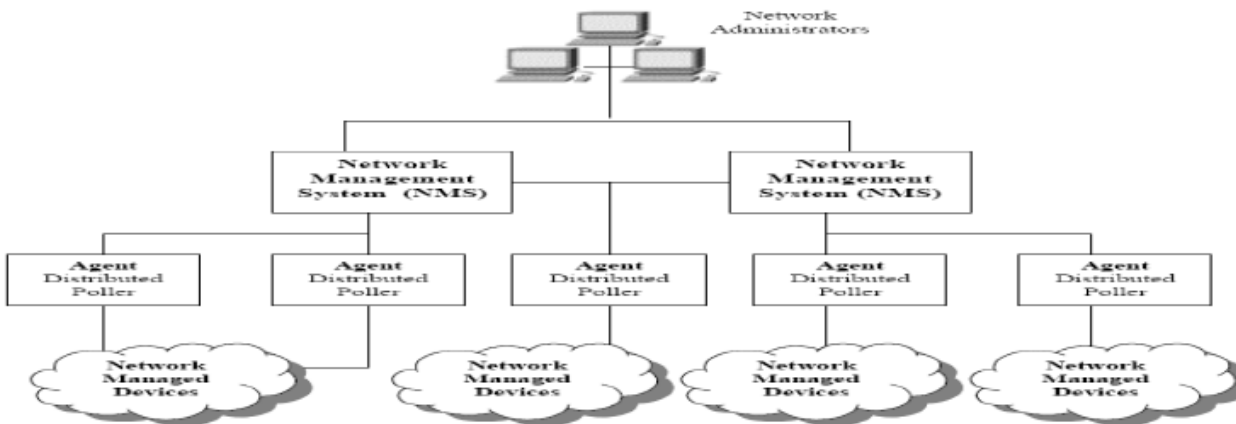 Network
Administrators
Network
Management
System (NMS)
Network
Management
System (NMS)
Agent
Distributed
Poller
Agent
Distributed
Poller
Agent
Distributed
Poller
Agent
Distributed
Poller
Agent
Distributed
Poller
Network
Managed
Devices
Network
Managed
Devices
Network
Managed
Devices
Network
Managed
Devices